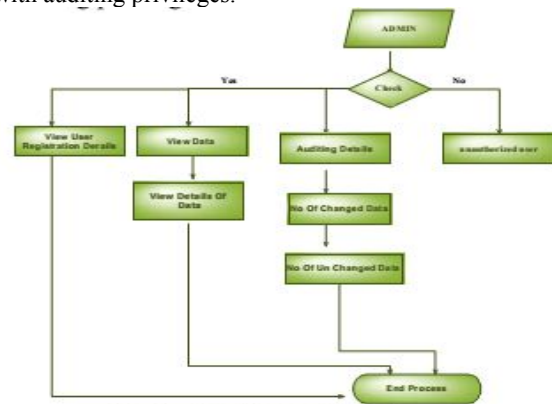 with auditing privileges.
ADMIN
Yes
No
Check
View User
Registration Derails
View Data
Auditing Details
unauthorized user
View Details Of
Data
No Of Changed Data
No Of Un Changed Data
End Process